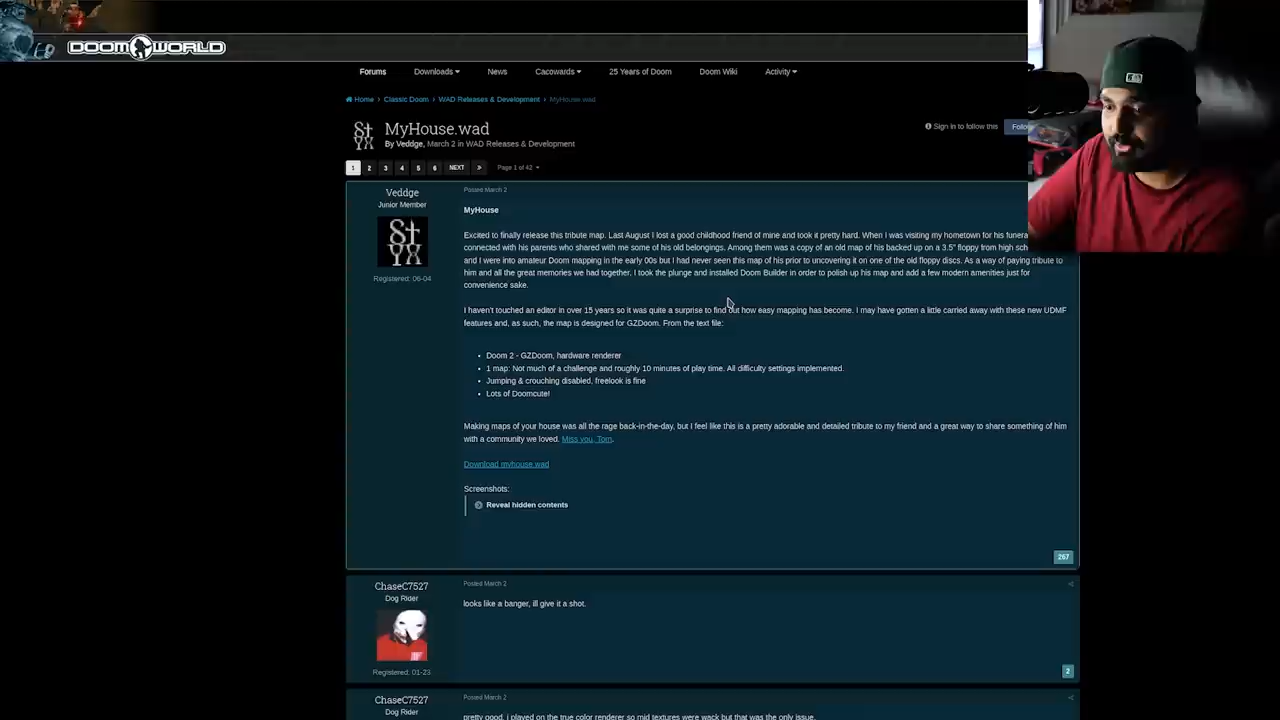 DOOMWORLD
Forums Downloads News Cacowards 25 Years of Doom Doom Wiki Activity
Home Classic Doom WAD Releases & Development MyHouse.wad
MyHouse.wad
By Veddge, March 2 in WAD Releases & Development
Sign in to follow this
1 2 3 4 5 6 NEXT » Page 1 of 42
Veddge
Junior Member
St
YX
Registered: 06-04
Posted March 2
MyHouse
Excited to finally release this tribute map. Last August I lost a good childhood friend of mine and took it pretty hard. When I was visiting my hometown for his funera
connected with his parents who shared with me some of his old belongings. Among them was a copy of an old map of his backed up on a 3.5" floppy from high sch
and I were into amateur Doom mapping in the early 00s but I had never seen this map of his prior to uncovering it on one of the old floppy discs. As a way of paying tribute to
him and all the great memories we had together, I took the plunge and installed Doom Builder in order to polish up his map and add a few modern amenities just for
convenience sake.
I haven't touched an editor in over 15 years so it was quite a surprise to find out how easy mapping has become. I may have gotten a little carried away with these new UDMF
features and, as such, the map is designed for GZDoom. From the text file:
• Doom 2 - GZDoom, hardware renderer
• 1 map: Not much of a challenge and roughly 10 minutes of play time. All difficulty settings implemented.
• Jumping & crouching disabled, freelook is fine
• Lots of Doomcute!
Making maps of your house was all the rage back-in-the-day, but I feel like this is a pretty adorable and detailed tribute to my friend and a great way to share something of him
with a community we loved. Miss you, Tom.
Download myhouse.wad
Screenshots:
Reveal hidden contents
267
ChaseC7527
Dog Rider
Registered: 01-23
Posted March 2
looks like a banger, ill give it a shot.
2
ChaseC7527
Dog Rider
Posted March 2
pretty good, i played on the true color renderer so mid textures were wack but that was the only issue.